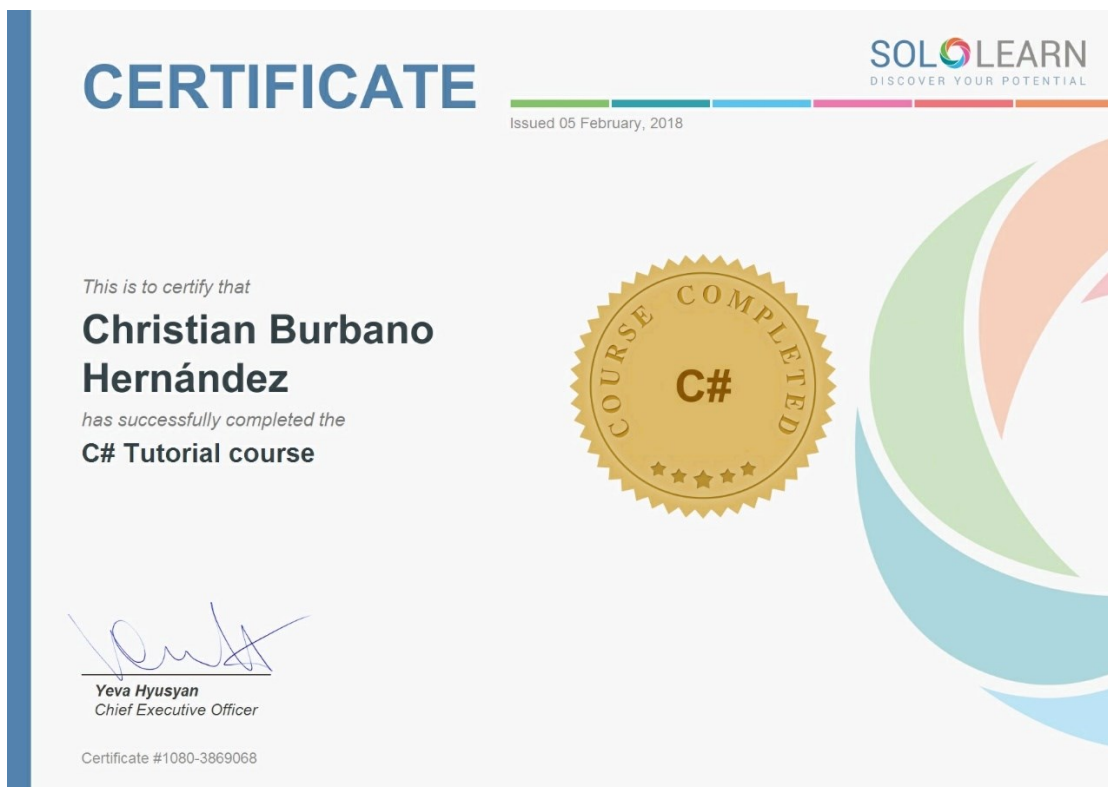 CERTIFICATE
SOLOLEARN
DISCOVER YOUR POTENTIAL
Issued 05 February, 2018
This is to certify that
Christian Burbano
Hernández
has successfully completed the
C# Tutorial course
COURSE COMPLETED
C#
Yeva Hyusyan
Chief Executive Officer
Certificate #1080-3869068